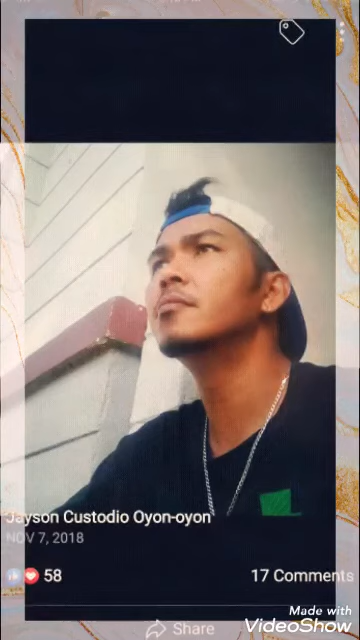 Jayson Custodio Oyon-oyon
NOV 7, 2018
58
17 Comments
Share
Made with
VideoShow